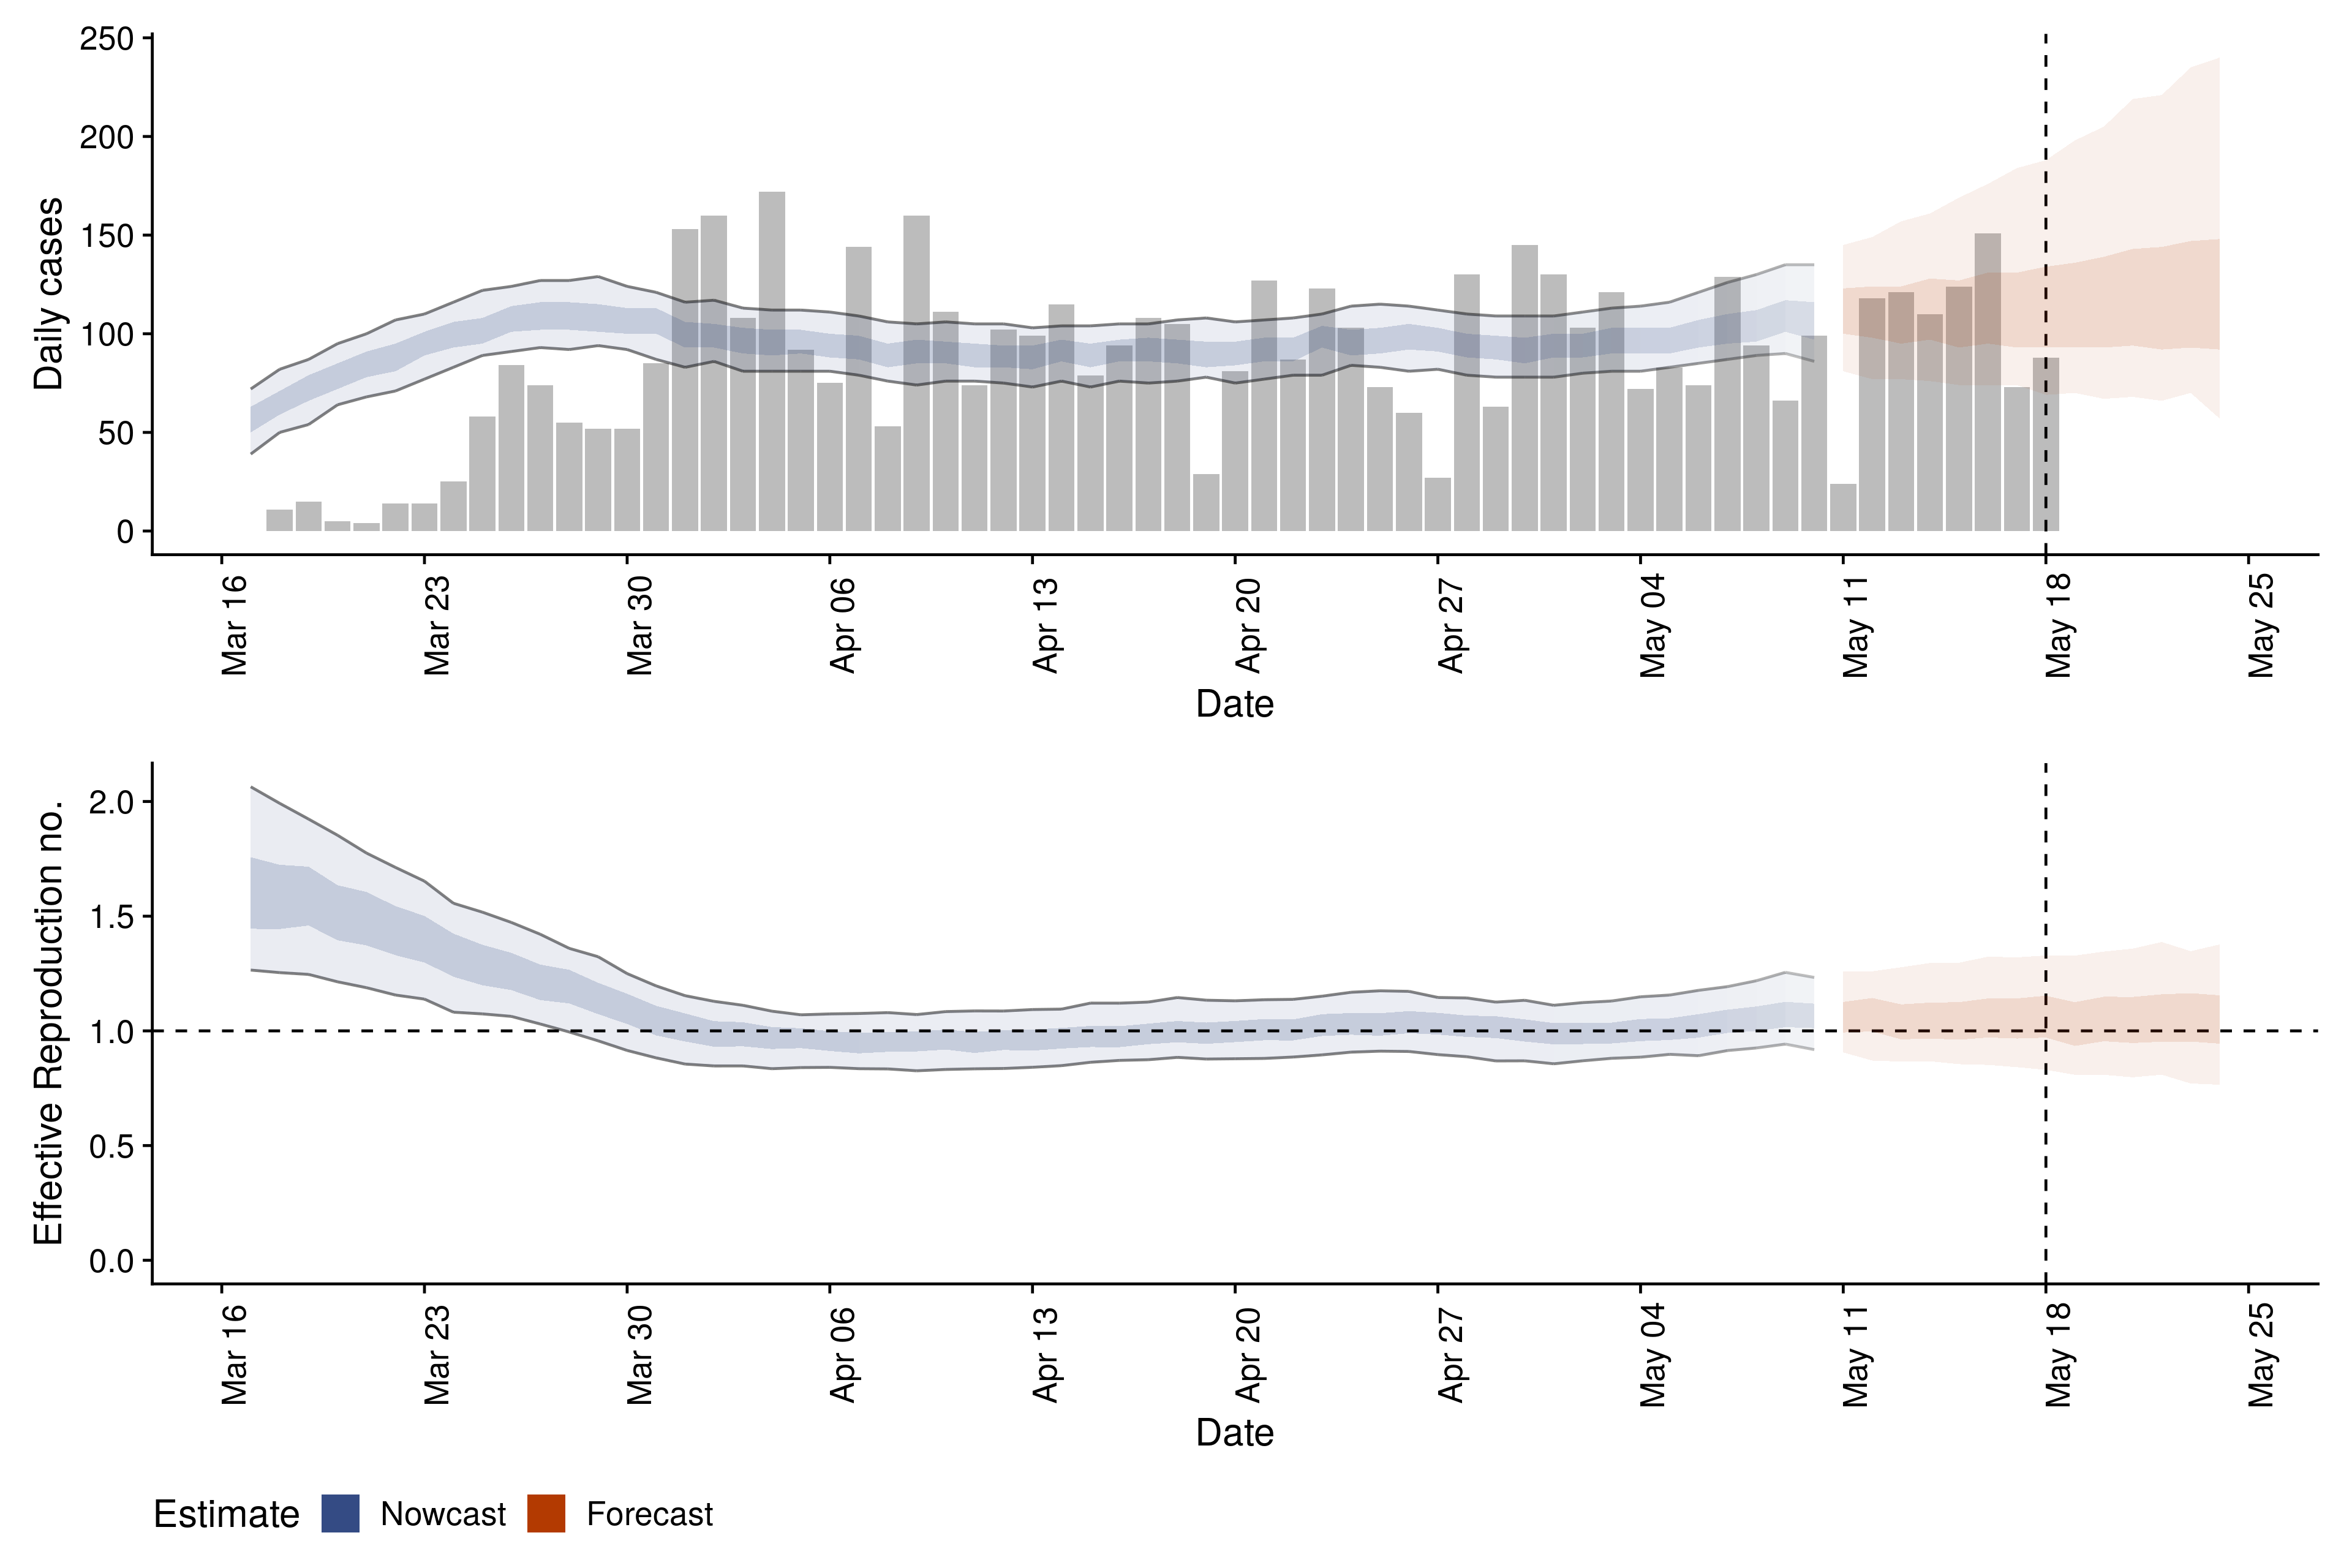 Daily cases
250
200
150
100
50
0
Mar 16
Mar 23
Mar 30
Apr 06
Apr 13
Apr 20
Apr 27
May 04
May 11
May 18
May 25
Date
Effective Reproduction no.
2.0
1.5
1.0
0.5
0.0
Mar 16
Mar 23
Mar 30
Apr 06
Apr 13
Apr 20
Apr 27
May 04
May 11
May 18
May 25
Date
Estimate Nowcast Forecast